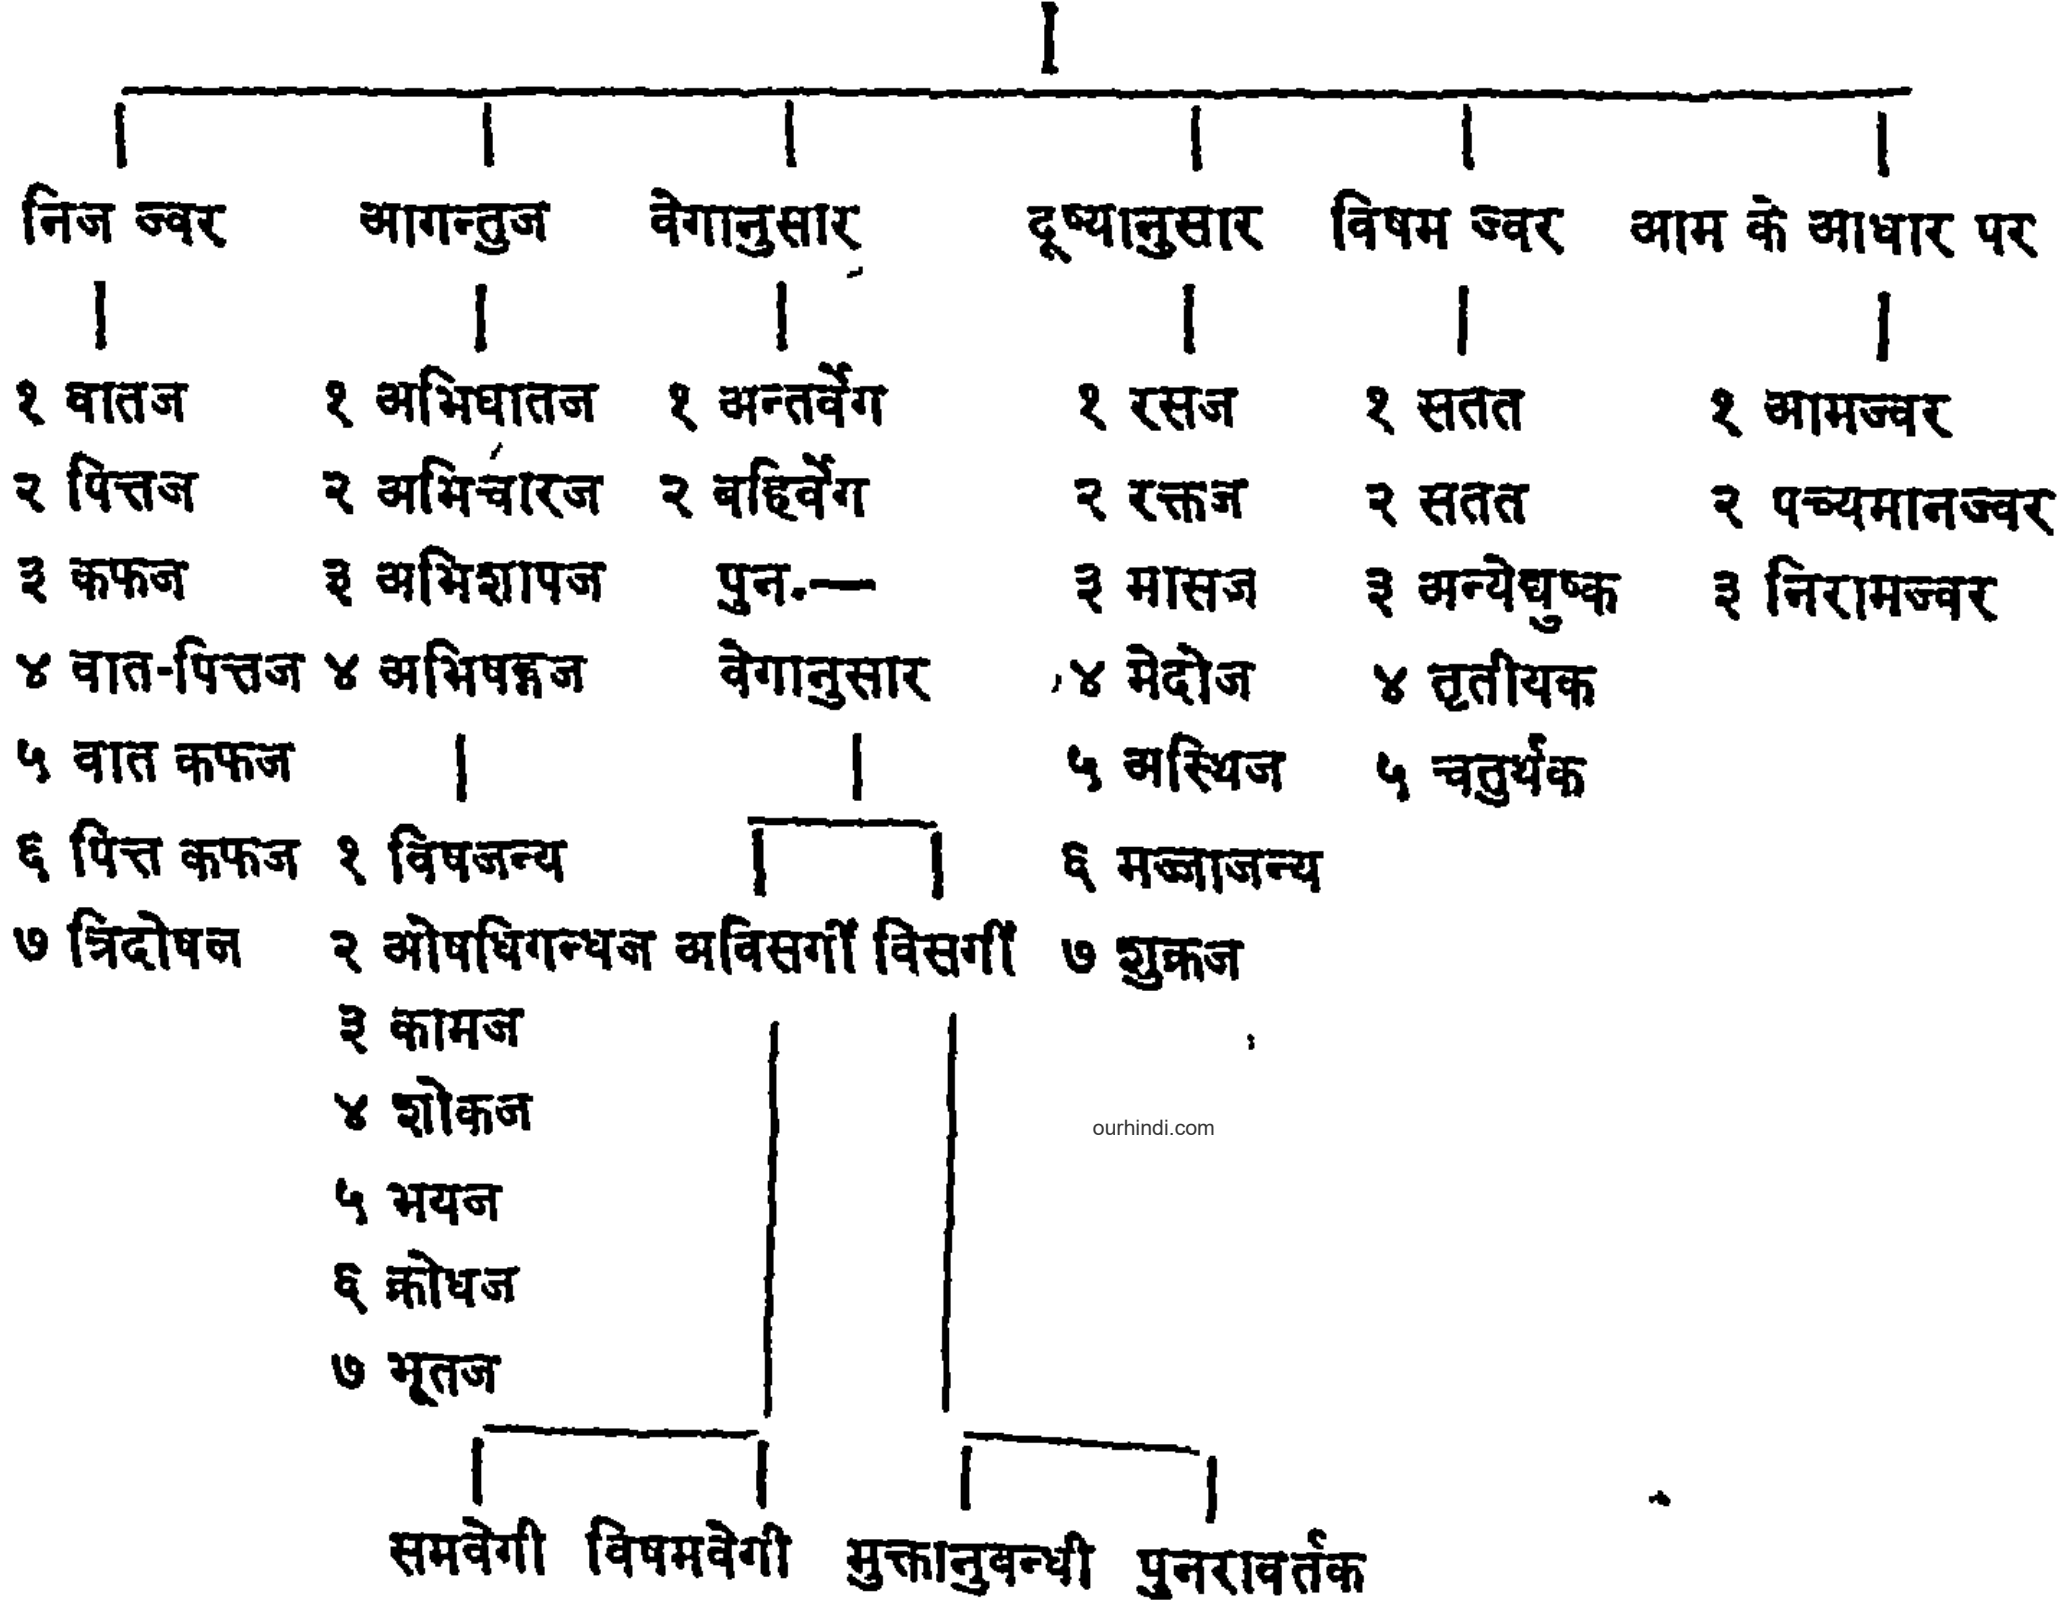 निज ज्वर आगन्तुज वेगानुसार दूष्यानुसार विषम ज्वर आम के आधार पर
१ वातज १ अभिघातज १ अन्तर्वेग १ रसज १ सतत १ आमज्वर
२ पित्तज २ अभिचारज २ बहिर्वेग २ रक्तज २ सतत २ पच्यमानज्वर
३ कफज ३ अभिशापज पुन.— ३ मासज ३ अन्येद्युष्क ३ निरामज्वर
४ वात-पित्तज ४ अभिषङ्गज वेगानुसार ४ मेदोज ४ तृतीयक
५ वात कफज ५ अस्थिज ५ चतुर्थक
६ पित्त कफज १ विषजन्य ६ मज्जाजन्य
७ त्रिदोषज २ ओषधिगन्धज अविसर्गी विसर्गी ७ शुक्रज
३ कामज
४ शोकज
ourhindi.com
५ भयज
६ क्रोधज
७ भूतज
समवेगी विषमवेगी मुक्तानुबन्धी पुनरावर्तक